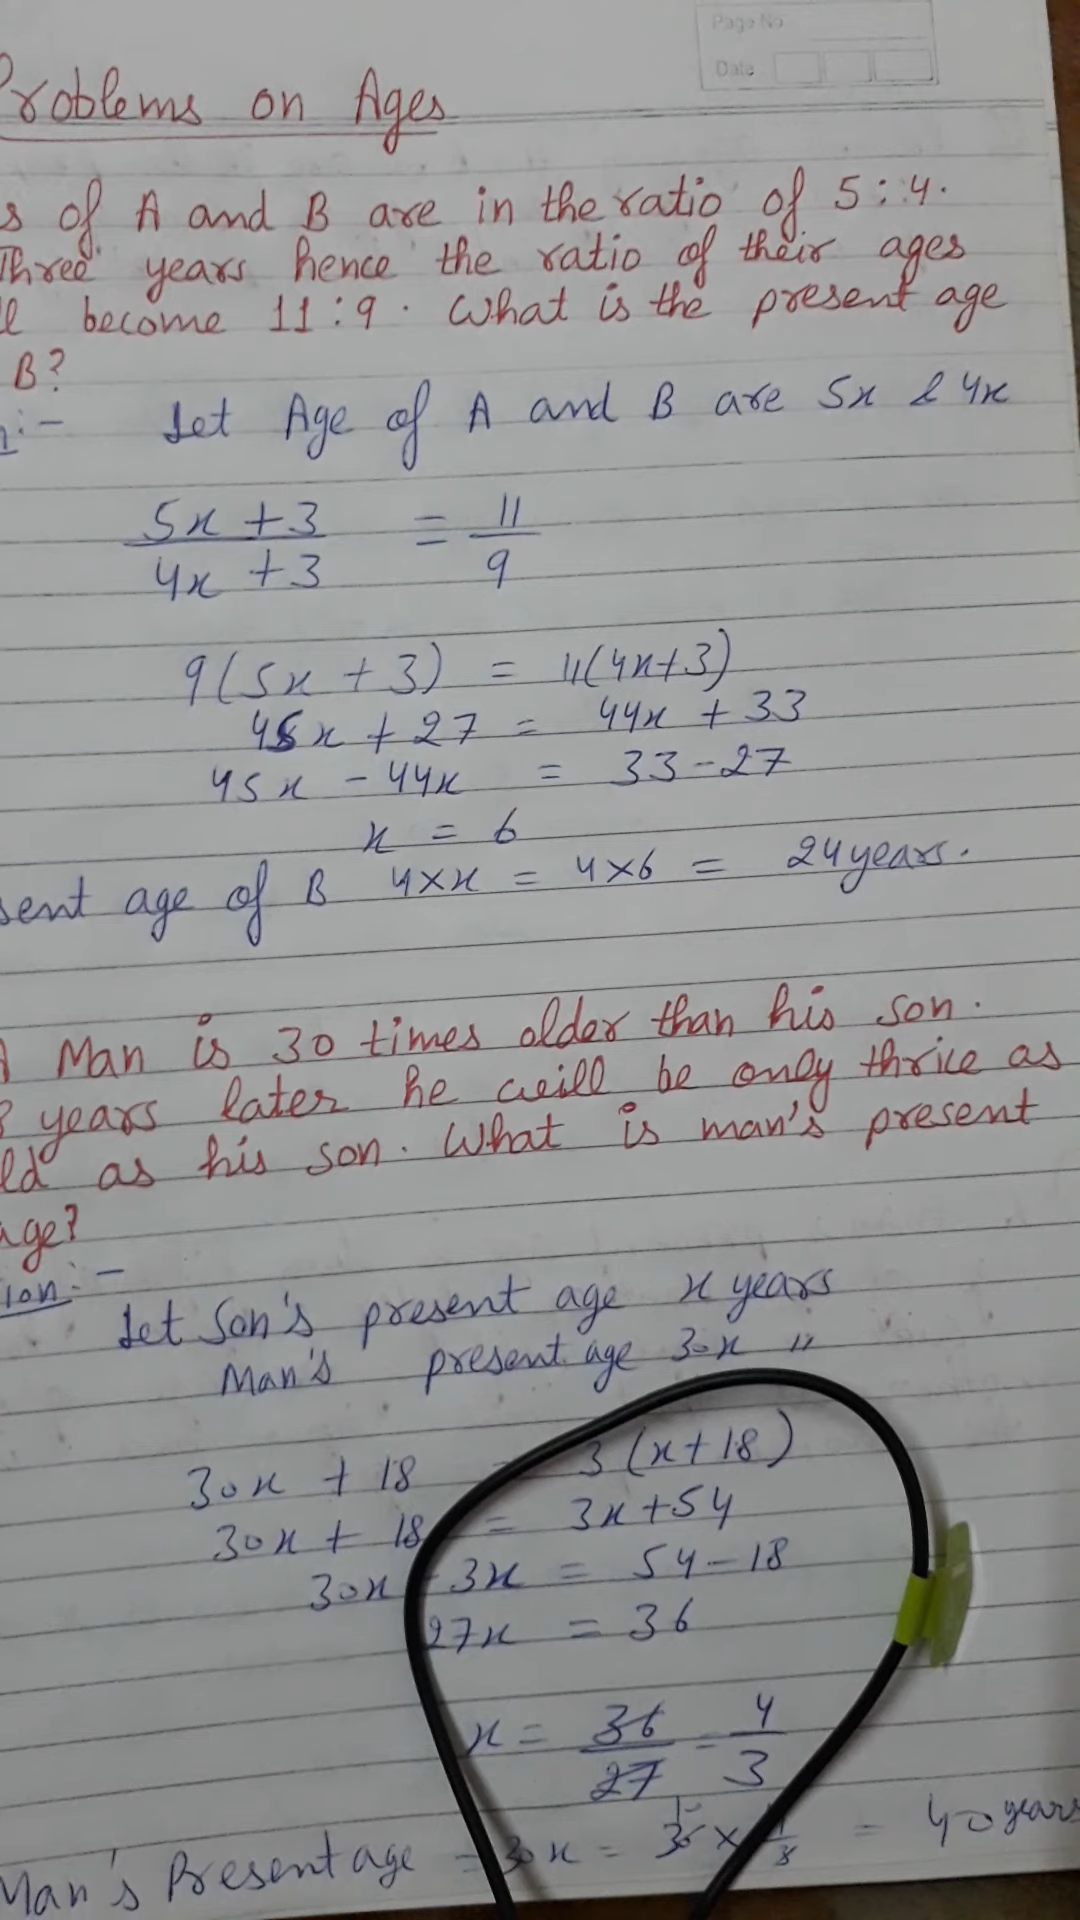 Page No
Date
Problems on Ages
s of A and B are in the ratio of 5:4.
Three years hence the ratio of their ages
become 11:9. What is the present age
B?
:- Let Age of A and B are 5x & 4x
5x+3 / 4x+3 = 11 / 9
9(5x+3) = 11(4x+3)
45x+27 = 44x+33
45x-44x = 33-27
x = 6
sent age of B 4×x = 4×6 = 24years.
Man is 30 times older than his son.
8 years later he will be only thrice as
ld as his son. What is man's present
age?
ion:-
Let Son's present age x years
Man's present age 30x "
30x + 18 = 3(x+18)
30x + 18 = 3x+54
30x - 3x = 54-18
27x = 36
x = 36 / 27 = 4 / 3
Man's Present age = 30x = 30 × 4 / 3 = 40years